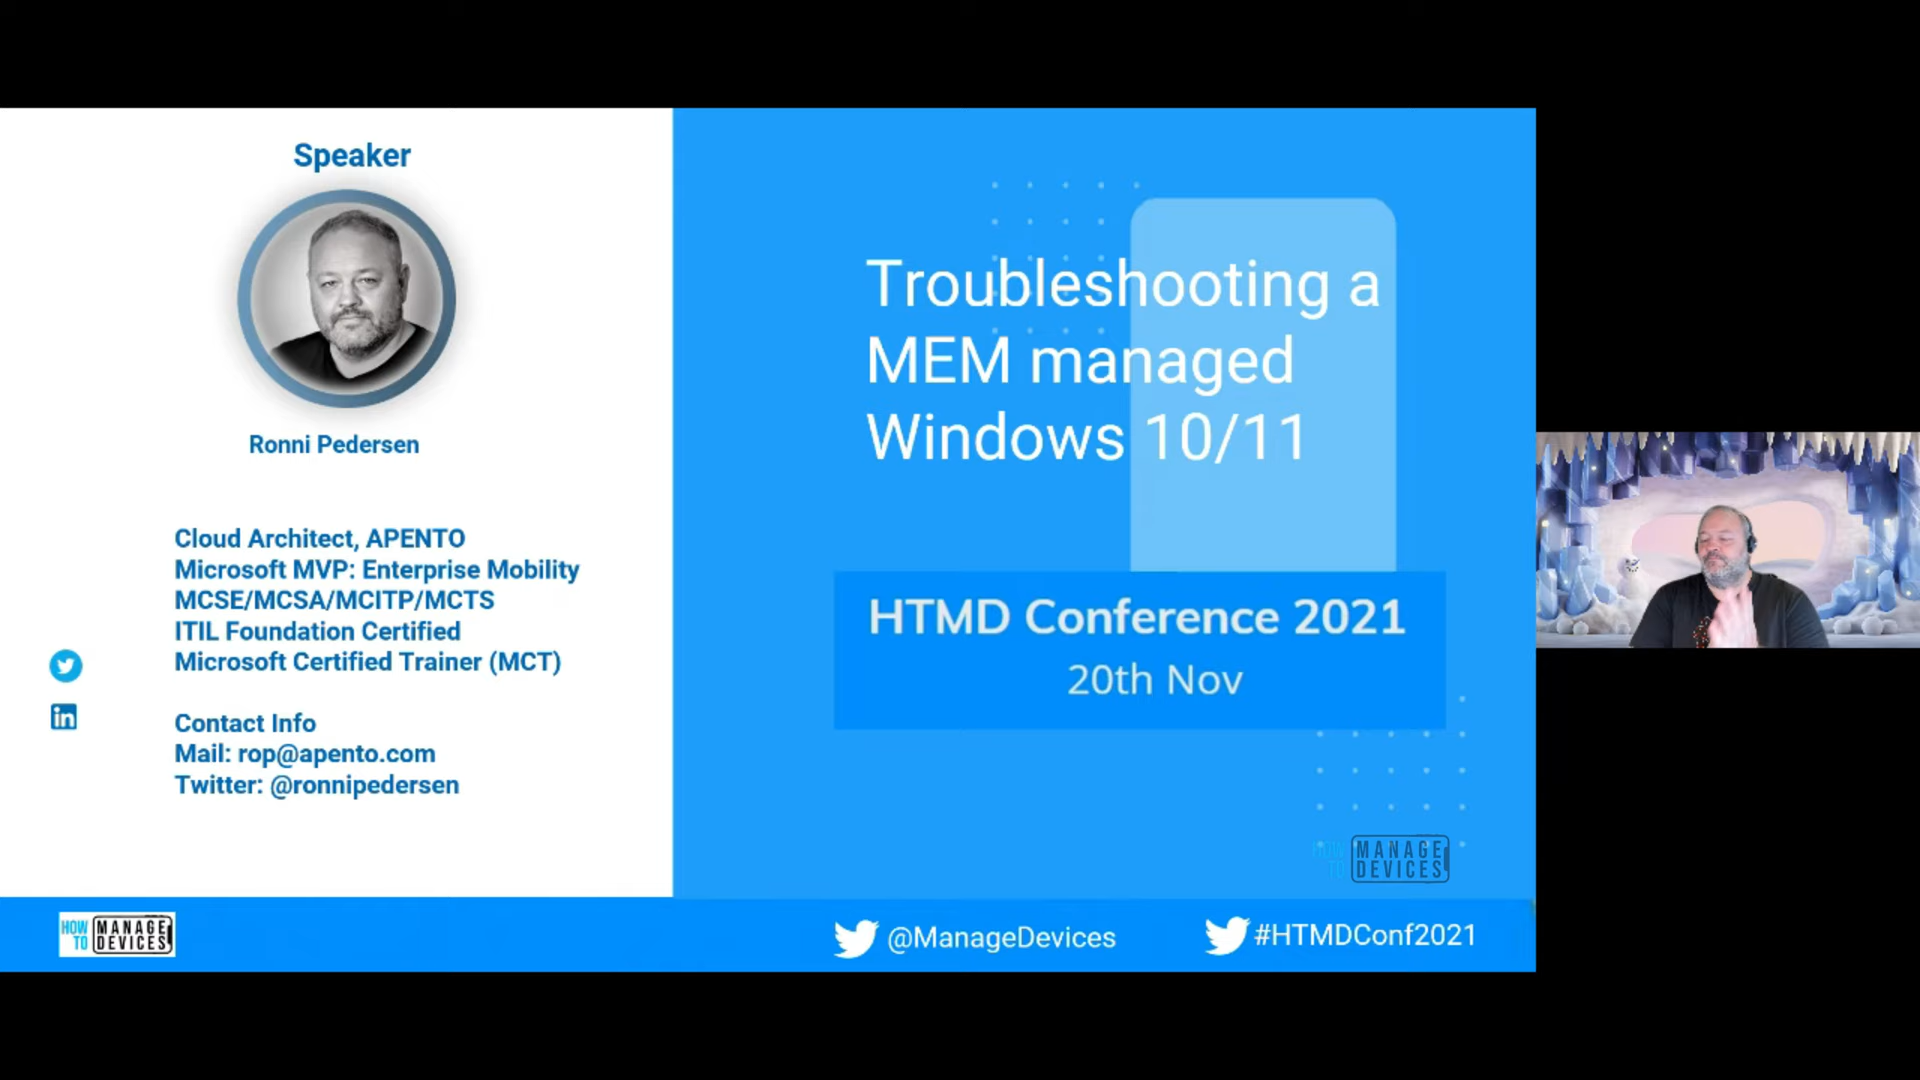 Speaker
Ronni Pedersen
Cloud Architect, APENTO
Microsoft MVP: Enterprise Mobility
MCSE/MCSA/MCITP/MCTS
ITIL Foundation Certified
Microsoft Certified Trainer (MCT)
Contact Info
Mail: rop@apento.com
Twitter: @ronnipedersen
in
Troubleshooting a
MEM managed
Windows 10/11
HTMD Conference 2021
20th Nov
HOW TO
MANAGE
DEVICES
HOW TO
MANAGE
DEVICES
@ManageDevices
#HTMDConf2021